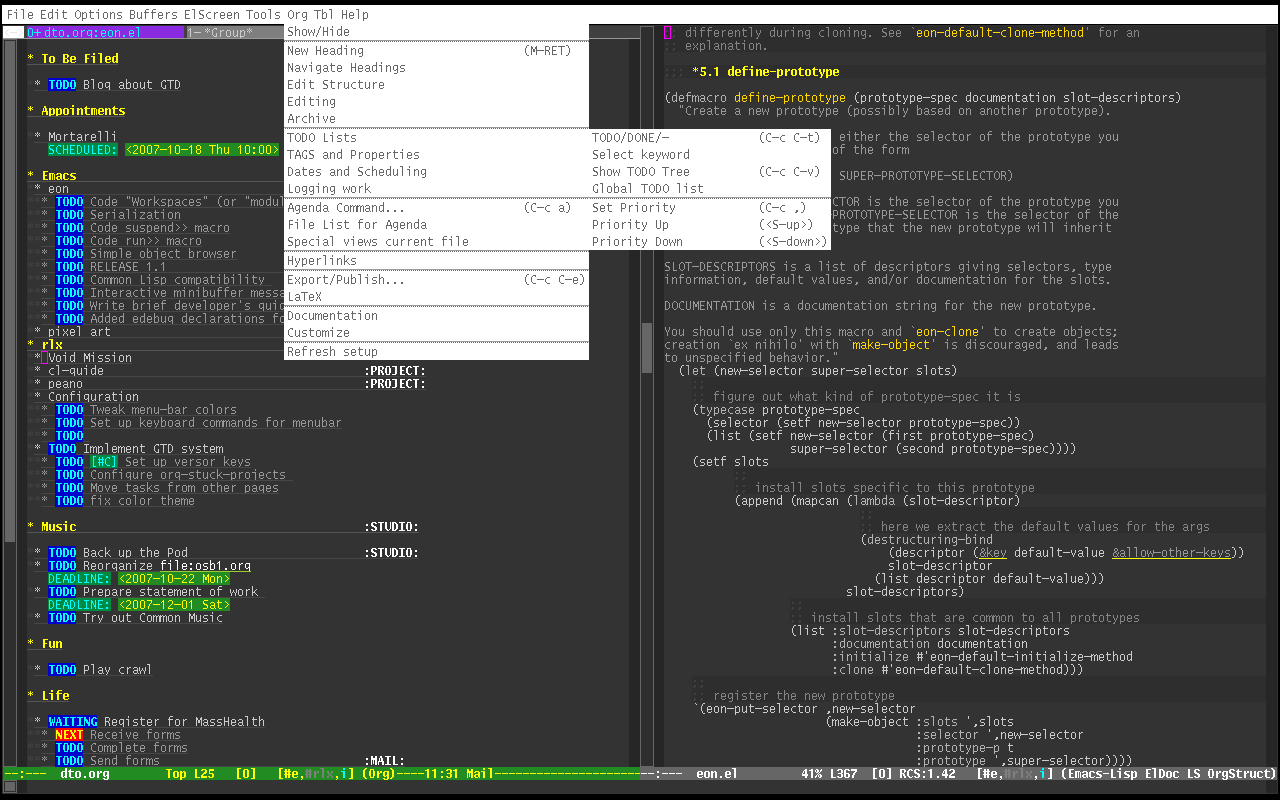 File Edit Options Buffers ElScreen Tools Org Tbl Help
0+dto.org:eon.el 1- *Group*
* To Be Filed
* TODO Blog about GTD
* Appointments
* Mortarelli
SCHEDULED: <2007-10-18 Thu 10:00>
* Emacs
* eon
* TODO Code "Workspaces" (or "modul
* TODO Serialization
* TODO Code suspend>> macro
* TODO Code run>> macro
* TODO Simple object browser
* TODO RELEASE 1.1
* TODO Common Lisp compatibility
* TODO Interactive minibuffer messa
* TODO Write brief developer's guid
* TODO Added edebug declarations fo
* pixel art
* rlx
* Void Mission
* cl-guide :PROJECT:
* peano :PROJECT:
* Configuration
* TODO Tweak menu-bar colors
* TODO Set up keyboard commands for menubar
* TODO
* TODO Implement GTD system
* TODO [#C] Set up versor keys
* TODO Configure org-stuck-projects
* TODO Move tasks from other pages
* TODO fix color theme
* Music :STUDIO:
* TODO Back up the Pod :STUDIO:
* TODO Reorganize file:osb1.org
DEADLINE: <2007-10-22 Mon>
* TODO Prepare statement of work
DEADLINE: <2007-12-01 Sat>
* TODO Try out Common Music
* Fun
* TODO Play crawl
* Life
* WAITING Register for MassHealth
* NEXT Receive forms
* TODO Complete forms
* TODO Send forms :MAIL:
--:--- dto.org Top L25 [O] [#e,#rlx,i] (Org)----11:31 Mail
Show/Hide
New Heading (M-RET)
Navigate Headings
Edit Structure
Editing
Archive
TODO Lists
TAGS and Properties
Dates and Scheduling
Logging work
Agenda Command... (C-c a)
File List for Agenda
Special views current file
Hyperlinks
Export/Publish... (C-c C-e)
LaTeX
Documentation
Customize
Refresh setup
TODO/DONE/- (C-c C-t)
Select keyword
Show TODO Tree (C-c C-v)
Global TODO list
Set Priority (C-c ,)
Priority Up (<S-up>)
Priority Down (<S-down>)
; differently during cloning. See `eon-default-clone-method' for an
;; explanation.
;;; *5.1 define-prototype
(defmacro define-prototype (prototype-spec documentation slot-descriptors)
"Create a new prototype (possibly based on another prototype).
either the selector of the prototype you
of the form
SUPER-PROTOTYPE-SELECTOR)
CTOR is the selector of the prototype you
PROTOTYPE-SELECTOR is the selector of the
type that the new prototype will inherit
SLOT-DESCRIPTORS is a list of descriptors giving selectors, type
information, default values, and/or documentation for the slots.
DOCUMENTATION is a documentation string for the new prototype.
You should use only this macro and `eon-clone' to create objects;
creation `ex nihilo' with `make-object' is discouraged, and leads
to unspecified behavior."
(let (new-selector super-selector slots)
;;
;; figure out what kind of prototype-spec it is
(typecase prototype-spec
(selector (setf new-selector prototype-spec))
(list (setf new-selector (first prototype-spec)
super-selector (second prototype-spec))))
(setf slots
;;
;; install slots specific to this prototype
(append (mapcan (lambda (slot-descriptor)
;;
;; here we extract the default values for the args
(destructuring-bind
(descriptor (&key default-value &allow-other-keys))
slot-descriptor
(list descriptor default-value)))
slot-descriptors)
;;
;; install slots that are common to all prototypes
(list :slot-descriptors slot-descriptors
:documentation documentation
:initialize #'eon-default-initialize-method
:clone #'eon-default-clone-method)))
;;
;; register the new prototype
`(eon-put-selector ,new-selector
(make-object :slots ',slots
:selector ',new-selector
:prototype-p t
:prototype ',super-selector))))
--:--- eon.el 41% L367 [O] RCS:1.42 [#e,#rlx,i] (Emacs-Lisp ElDoc LS OrgStruct)